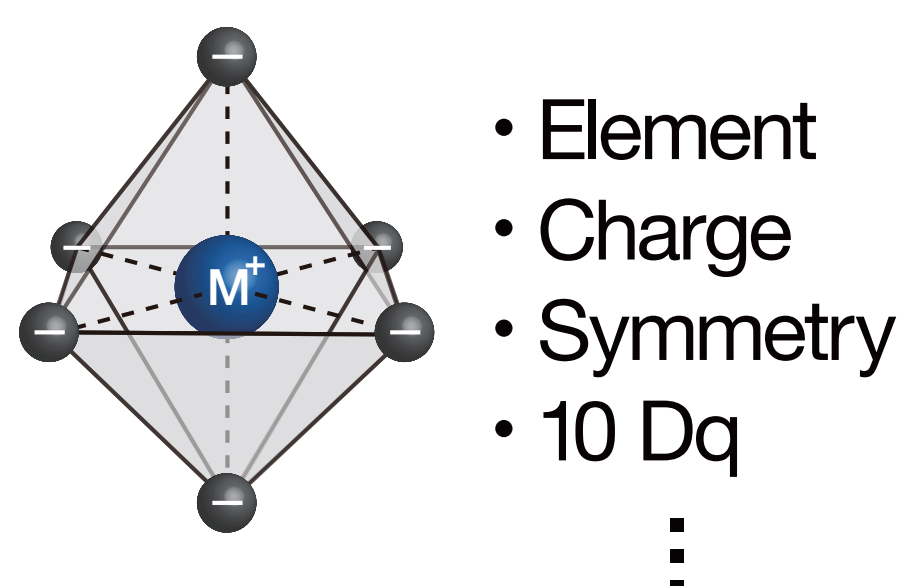 −
− −
M+
− −
−
• Element
• Charge
• Symmetry
• 10 Dq